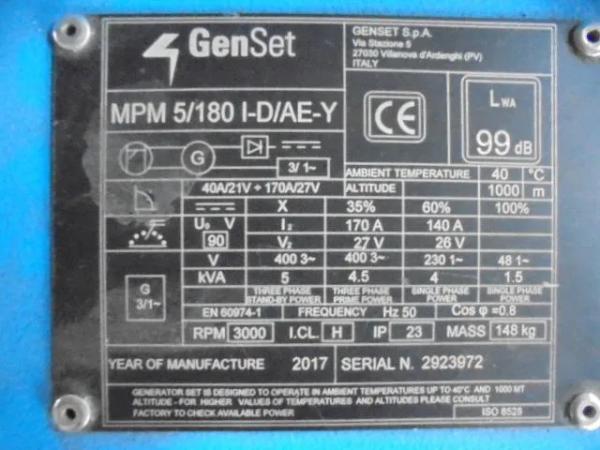 GenSet
GENSET S.p.A.
Via Stazione 5
27030 Villanova d'Ardenghi (PV)
ITALY
MPM 5/180 I-D/AE-Y
CE
LWA
99 dB
G
3/ 1~
AMBIENT TEMPERATURE 40 °C
40A/21V ÷ 170A/27V ALTITUDE 1000 m
X 35% 60% 100%
U₀ V I₂ 170 A 140 A
90 V₂ 27 V 26 V
V 400 3~ 400 3~ 230 1~ 48 1~
G
3/1~
kVA 5 4.5 4 1.5
THREE PHASE STAND-BY POWER THREE PHASE PRIME POWER SINGLE PHASE POWER SINGLE PHASE POWER
EN 60974-1 FREQUENCY Hz 50 Cos φ =0.8
RPM 3000 I.CL. H IP 23 MASS 148 kg
YEAR OF MANUFACTURE 2017 SERIAL N. 2923972
GENERATOR SET IS DESIGNED TO OPERATE IN AMBIENT TEMPERATURES UP TO 40°C AND 1000 MT
ALTITUDE - FOR HIGHER VALUES OF TEMPERATURES AND ALTITUDES PLEASE CONSULT
FACTORY TO CHECK AVAILABLE POWER
ISO 8528